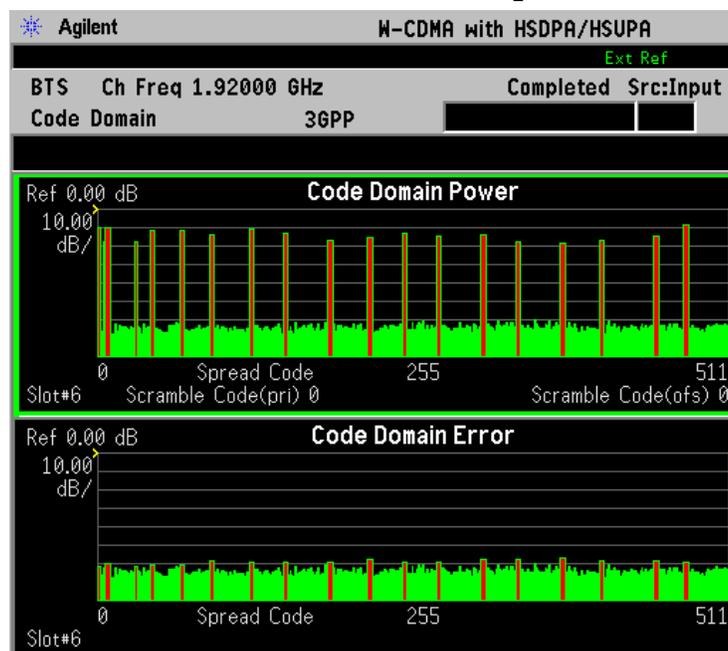 Agilent W-CDMA with HSDPA/HSUPA
Ext Ref
BTS Ch Freq 1.92000 GHz Completed Src:Input
Code Domain 3GPP
Ref 0.00 dB Code Domain Power
10.00
dB/
0 Spread Code 255 511
Slot#6 Scramble Code(pri) 0 Scramble Code(ofs) 0
Ref 0.00 dB Code Domain Error
10.00
dB/
0 Spread Code 255 511
Slot#6